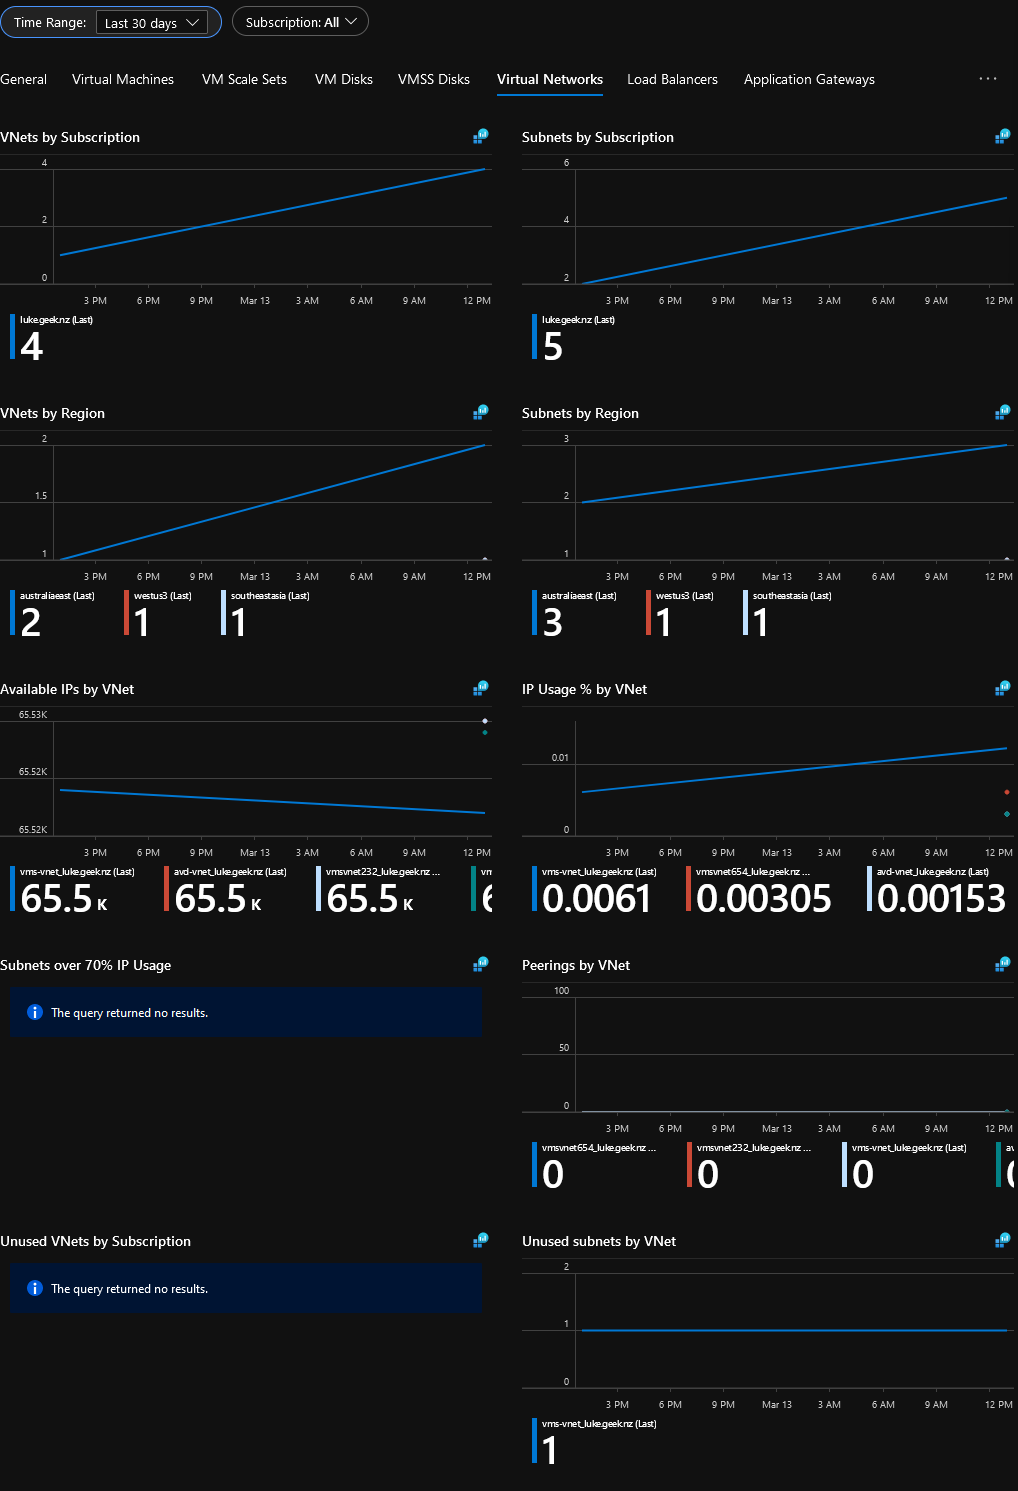 Time Range: Last 30 days Subscription: All
General Virtual Machines VM Scale Sets VM Disks VMSS Disks Virtual Networks Load Balancers Application Gateways ...
VNets by Subscription
4
2
0
3 PM 6 PM 9 PM Mar 13 3 AM 6 AM 9 AM 12 PM
luke.geek.nz (Last)
4
Subnets by Subscription
6
4
2
3 PM 6 PM 9 PM Mar 13 3 AM 6 AM 9 AM 12 PM
luke.geek.nz (Last)
5
VNets by Region
2
1.5
1
3 PM 6 PM 9 PM Mar 13 3 AM 6 AM 9 AM 12 PM
australiaeast (Last) westus3 (Last) southeastasia (Last)
2 1 1
Subnets by Region
3
2
1
3 PM 6 PM 9 PM Mar 13 3 AM 6 AM 9 AM 12 PM
australiaeast (Last) westus3 (Last) southeastasia (Last)
3 1 1
Available IPs by VNet
65.53K
65.52K
65.52K
3 PM 6 PM 9 PM Mar 13 3 AM 6 AM 9 AM 12 PM
vms-vnet_luke.geek.nz (Last) avd-vnet_luke.geek.nz (Last) vmsvnet232_luke.geek.nz ...
65.5 K 65.5 K 65.5 K
IP Usage % by VNet
0.01
0
3 PM 6 PM 9 PM Mar 13 3 AM 6 AM 9 AM 12 PM
vms-vnet_luke.geek.nz (Last) vmsvnet654_luke.geek.nz ... avd-vnet_luke.geek.nz (Last)
0.0061 0.00305 0.00153
Subnets over 70% IP Usage
The query returned no results.
Peerings by VNet
100
50
0
3 PM 6 PM 9 PM Mar 13 3 AM 6 AM 9 AM 12 PM
vmsvnet654_luke.geek.nz ... vmsvnet232_luke.geek.nz ... vms-vnet_luke.geek.nz (Last)
0 0 0
Unused VNets by Subscription
The query returned no results.
Unused subnets by VNet
2
1
0
3 PM 6 PM 9 PM Mar 13 3 AM 6 AM 9 AM 12 PM
vms-vnet_luke.geek.nz (Last)
1